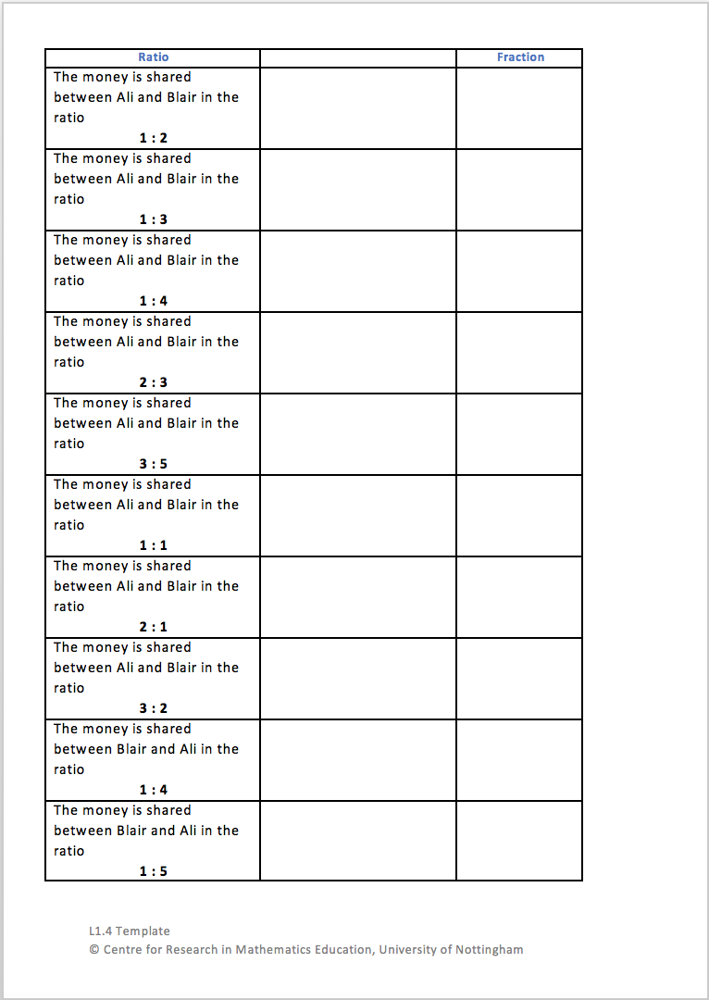 Ratio Fraction
The money is shared
between Ali and Blair in the
ratio
1 : 2
The money is shared
between Ali and Blair in the
ratio
1 : 3
The money is shared
between Ali and Blair in the
ratio
1 : 4
The money is shared
between Ali and Blair in the
ratio
2 : 3
The money is shared
between Ali and Blair in the
ratio
3 : 5
The money is shared
between Ali and Blair in the
ratio
1 : 1
The money is shared
between Ali and Blair in the
ratio
2 : 1
The money is shared
between Ali and Blair in the
ratio
3 : 2
The money is shared
between Blair and Ali in the
ratio
1 : 4
The money is shared
between Blair and Ali in the
ratio
1 : 5
L1.4 Template
© Centre for Research in Mathematics Education, University of Nottingham